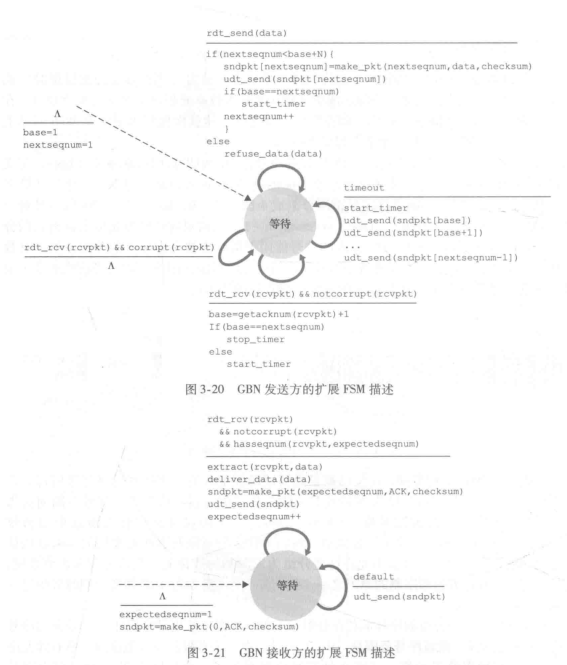 rdt_send(data)
if(nextseqnum<base+N){
sndpkt[nextseqnum]=make_pkt(nextseqnum,data,checksum)
udt_send(sndpkt[nextseqnum])
if(base==nextseqnum)
start_timer
nextseqnum++
}
else
refuse_data(data)
Λ
base=1
nextseqnum=1
等待
timeout
start_timer
udt_send(sndpkt[base])
udt_send(sndpkt[base+1])
...
udt_send(sndpkt[nextseqnum-1])
rdt_rcv(rcvpkt) && corrupt(rcvpkt)
Λ
rdt_rcv(rcvpkt) && notcorrupt(rcvpkt)
base=getacknum(rcvpkt)+1
If(base==nextseqnum)
stop_timer
else
start_timer
图 3-20 GBN 发送方的扩展 FSM 描述
rdt_rcv(rcvpkt)
&& notcorrupt(rcvpkt)
&& hasseqnum(rcvpkt,expectedseqnum)
extract(rcvpkt,data)
deliver_data(data)
sndpkt=make_pkt(expectedseqnum,ACK,checksum)
udt_send(sndpkt)
expectedseqnum++
等待
default
udt_send(sndpkt)
Λ
expectedseqnum=1
sndpkt=make_pkt(0,ACK,checksum)
图 3-21 GBN 接收方的扩展 FSM 描述